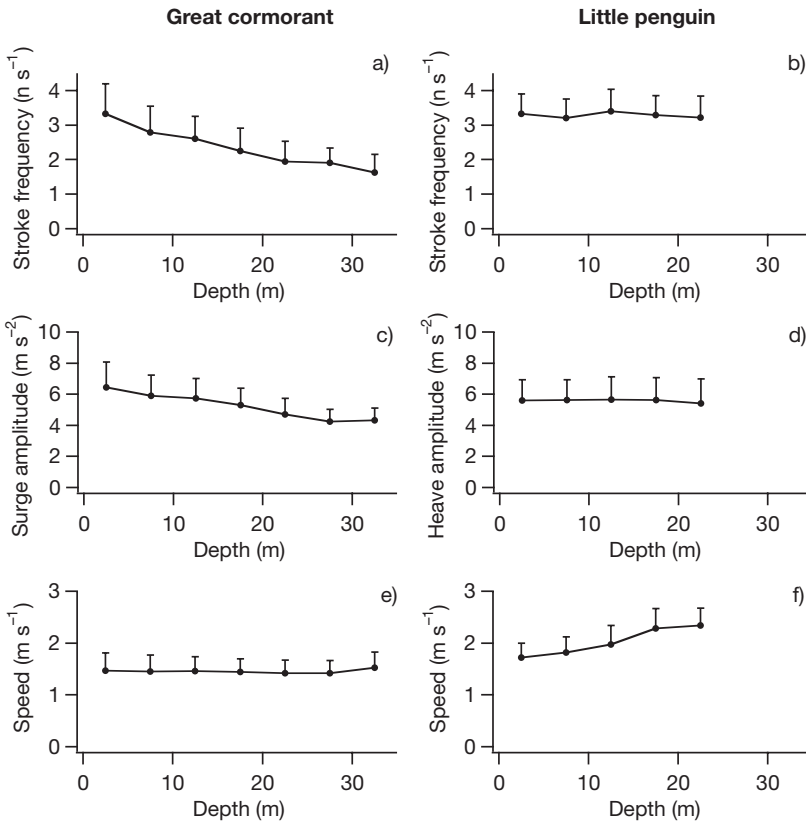 Great cormorant
Little penguin
a)
Stroke frequency (n s⁻¹)
4
3
2
1
0
0 10 20 30
Depth (m)
b)
Stroke frequency (n s⁻¹)
4
3
2
1
0
0 10 20 30
Depth (m)
c)
Surge amplitude (m s⁻²)
10
8
6
4
2
0
0 10 20 30
Depth (m)
d)
Heave amplitude (m s⁻²)
10
8
6
4
2
0
0 10 20 30
Depth (m)
e)
Speed (m s⁻¹)
3
2
1
0
0 10 20 30
Depth (m)
f)
Speed (m s⁻¹)
3
2
1
0
0 10 20 30
Depth (m)